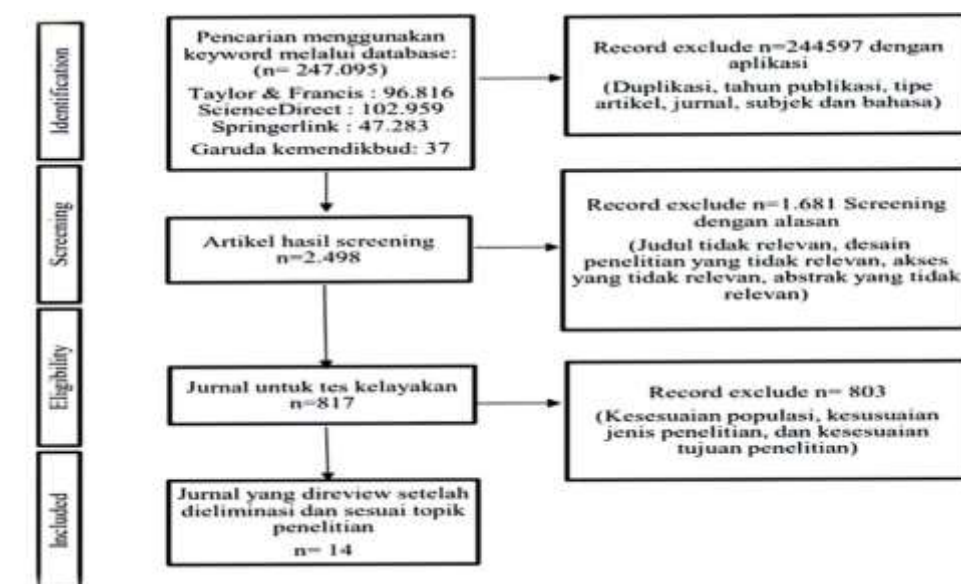 Identification
Pencarian menggunakan
keyword melalui database:
(n= 247.095)
Taylor & Francis : 96.816
ScienceDirect : 102.959
Springerlink : 47.283
Garuda kemendikbud: 37
Record exclude n=244597 dengan
aplikasi
(Duplikasi, tahun publikasi, tipe
artikel, jurnal, subjek dan bahasa)
Screening
Artikel hasil screening
n=2.498
Record exclude n=1.681 Screening
dengan alasan
(Judul tidak relevan, desain
penelitian yang tidak relevan, akses
yang tidak relevan, abstrak yang tidak
relevan)
Eligibility
Jurnal untuk tes kelayakan
n=817
Record exclude n= 803
(Kesesuaian populasi, kesusuaian
jenis penelitian, dan kesesuaian
tujuan penelitian)
Included
Jurnal yang direview setelah
dieliminasi dan sesuai topik
penelitian
n= 14